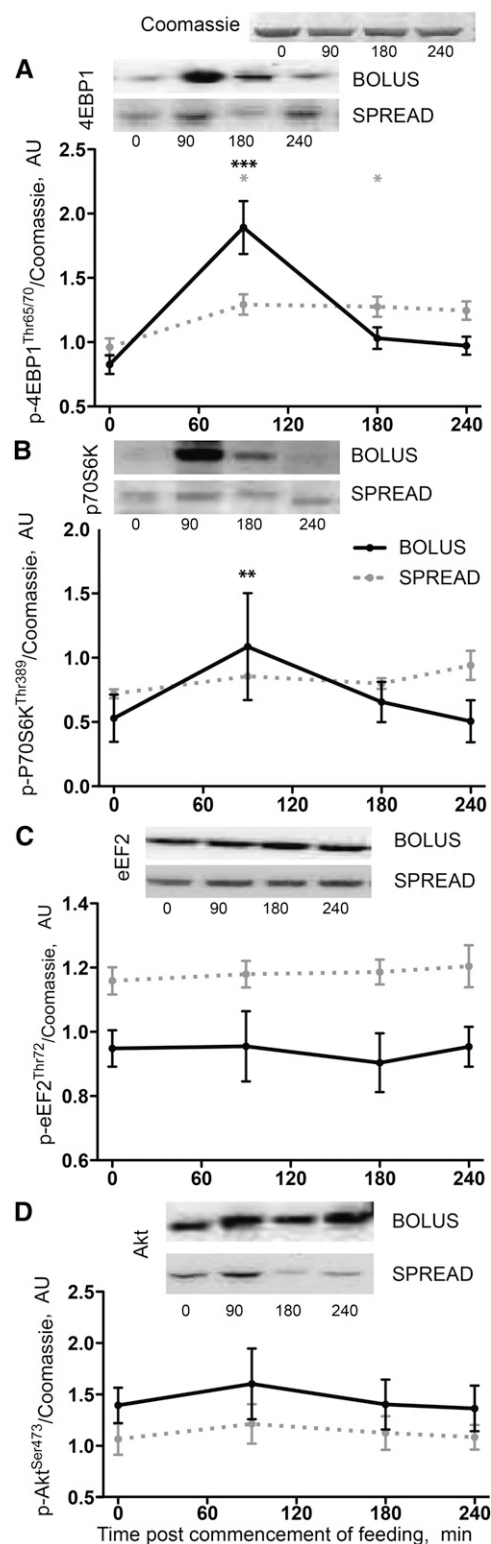 Coomassie
0 90 180 240
A
4EBP1
BOLUS
SPREAD
0 90 180 240
p-4EBP1Thr65/70/Coomassie, AU
2.5
2.0
1.5
1.0
0.5
***
*
*
0 60 120 180 240
B
p70S6K
BOLUS
SPREAD
0 90 180 240
p-P70S6KThr389/Coomassie, AU
2.0
1.5
1.0
0.5
0.0
**
BOLUS
SPREAD
0 60 120 180 240
C
eEF2
BOLUS
SPREAD
0 90 180 240
p-eEF2Thr72/Coomassie, AU
1.4
1.2
1.0
0.8
0.6
0 60 120 180 240
D
Akt
BOLUS
SPREAD
0 90 180 240
p-AktSer473/Coomassie, AU
2.5
2.0
1.5
1.0
0.5
0.0
0 60 120 180 240
Time post commencement of feeding, min